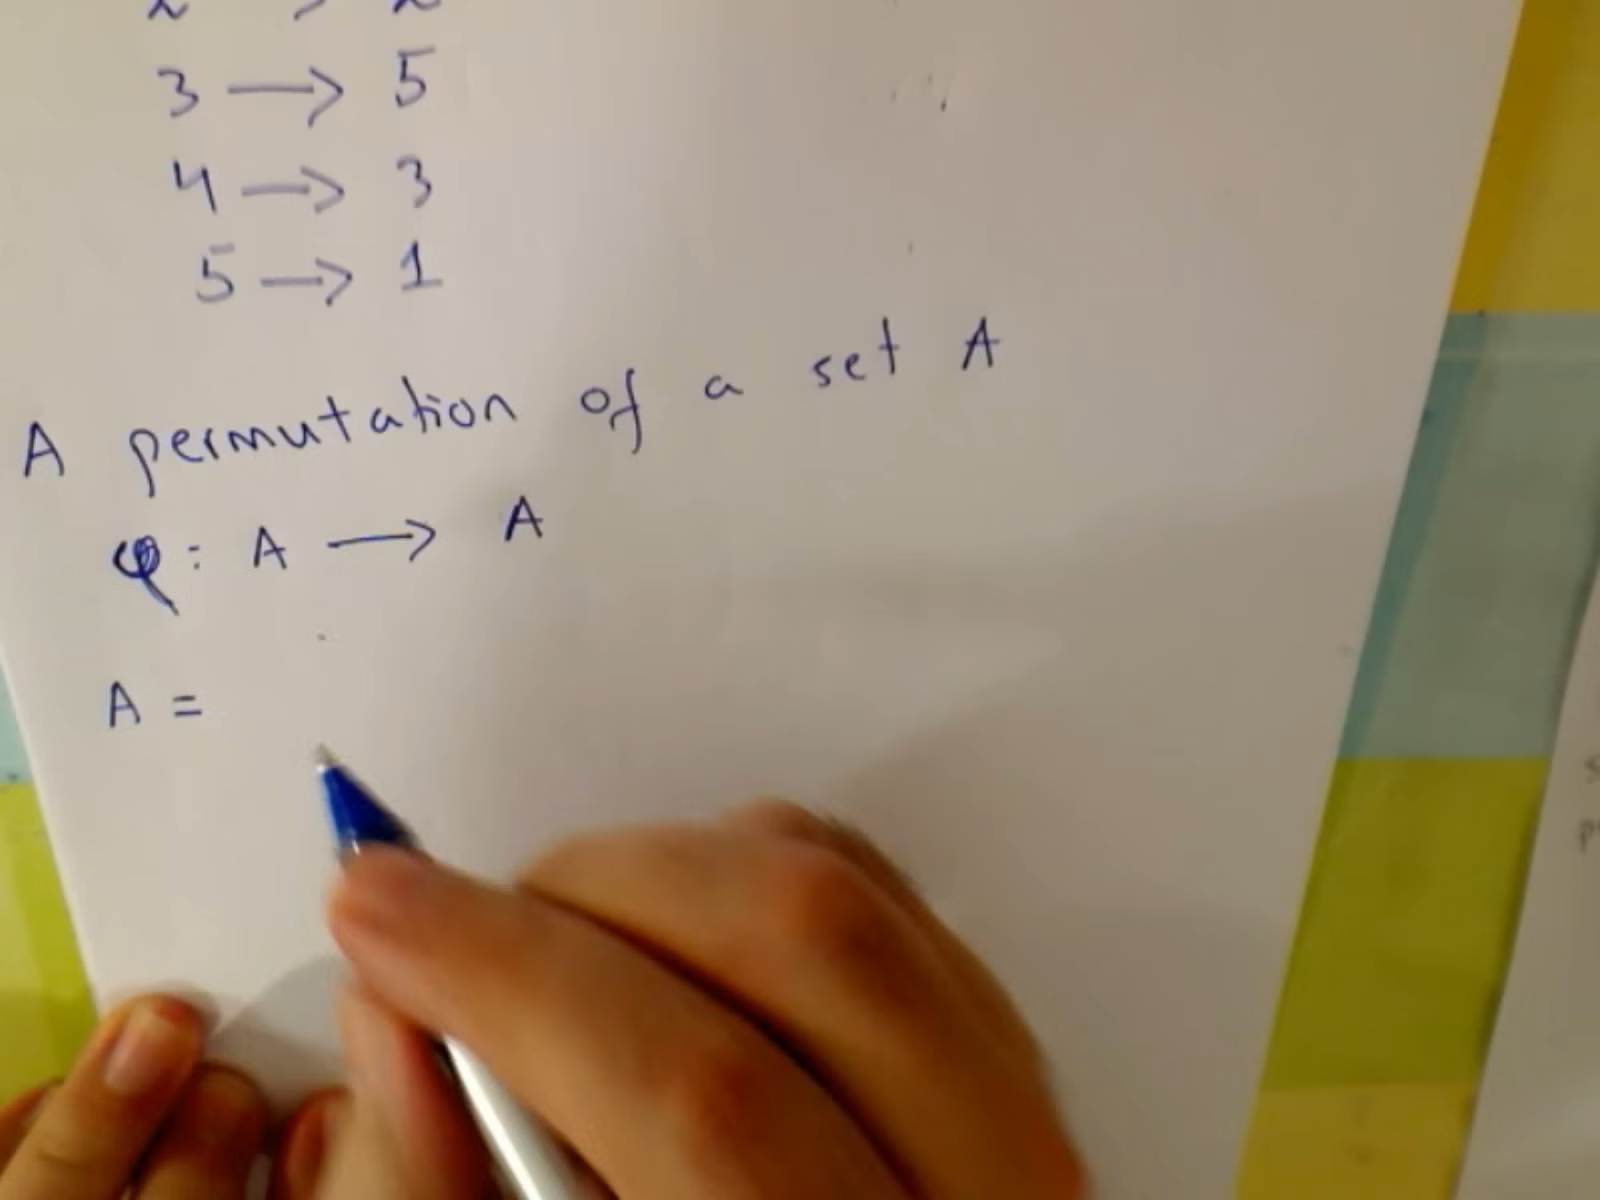 3 → 5
4 → 3
5 → 1
A permutation of a set A
φ: A → A
A =